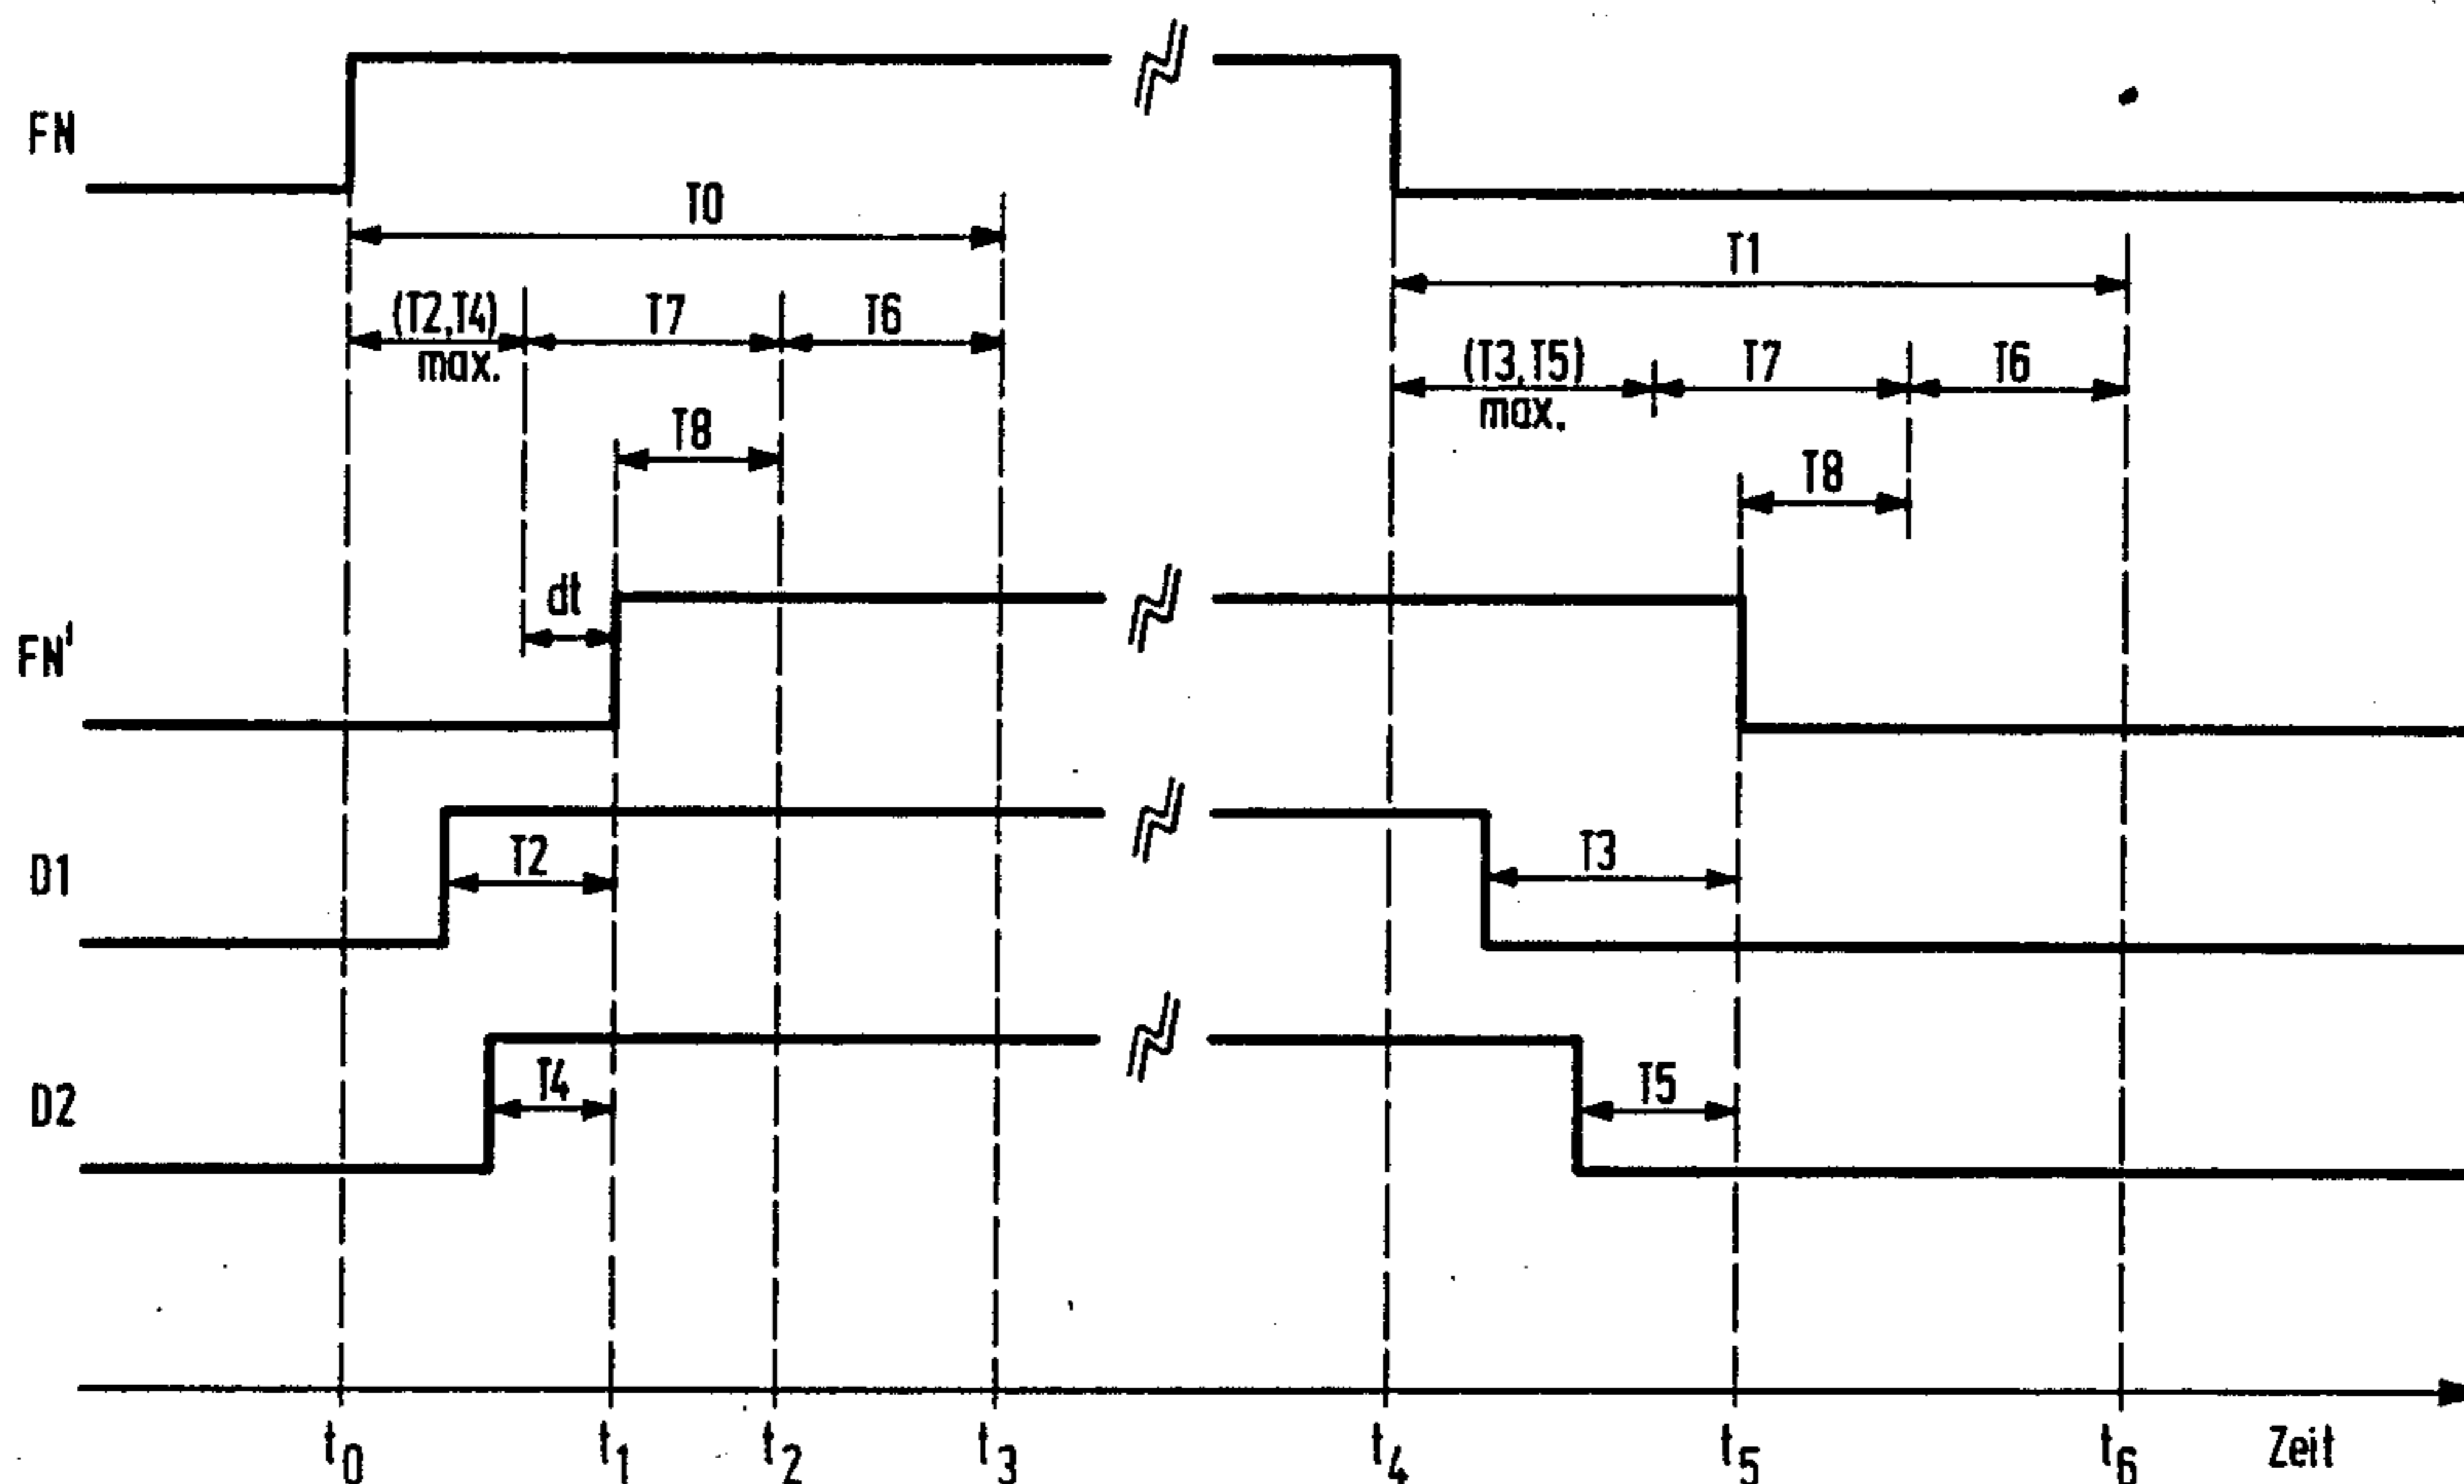 FN
T0
T1
(T2,T4)
max.
T7
T6
(T3,T5)
max.
T7
T6
T8
T8
dt
FN'
D1
T2
T3
D2
T4
T5
t0
t1
t2
t3
t4
t5
t6
Zeit